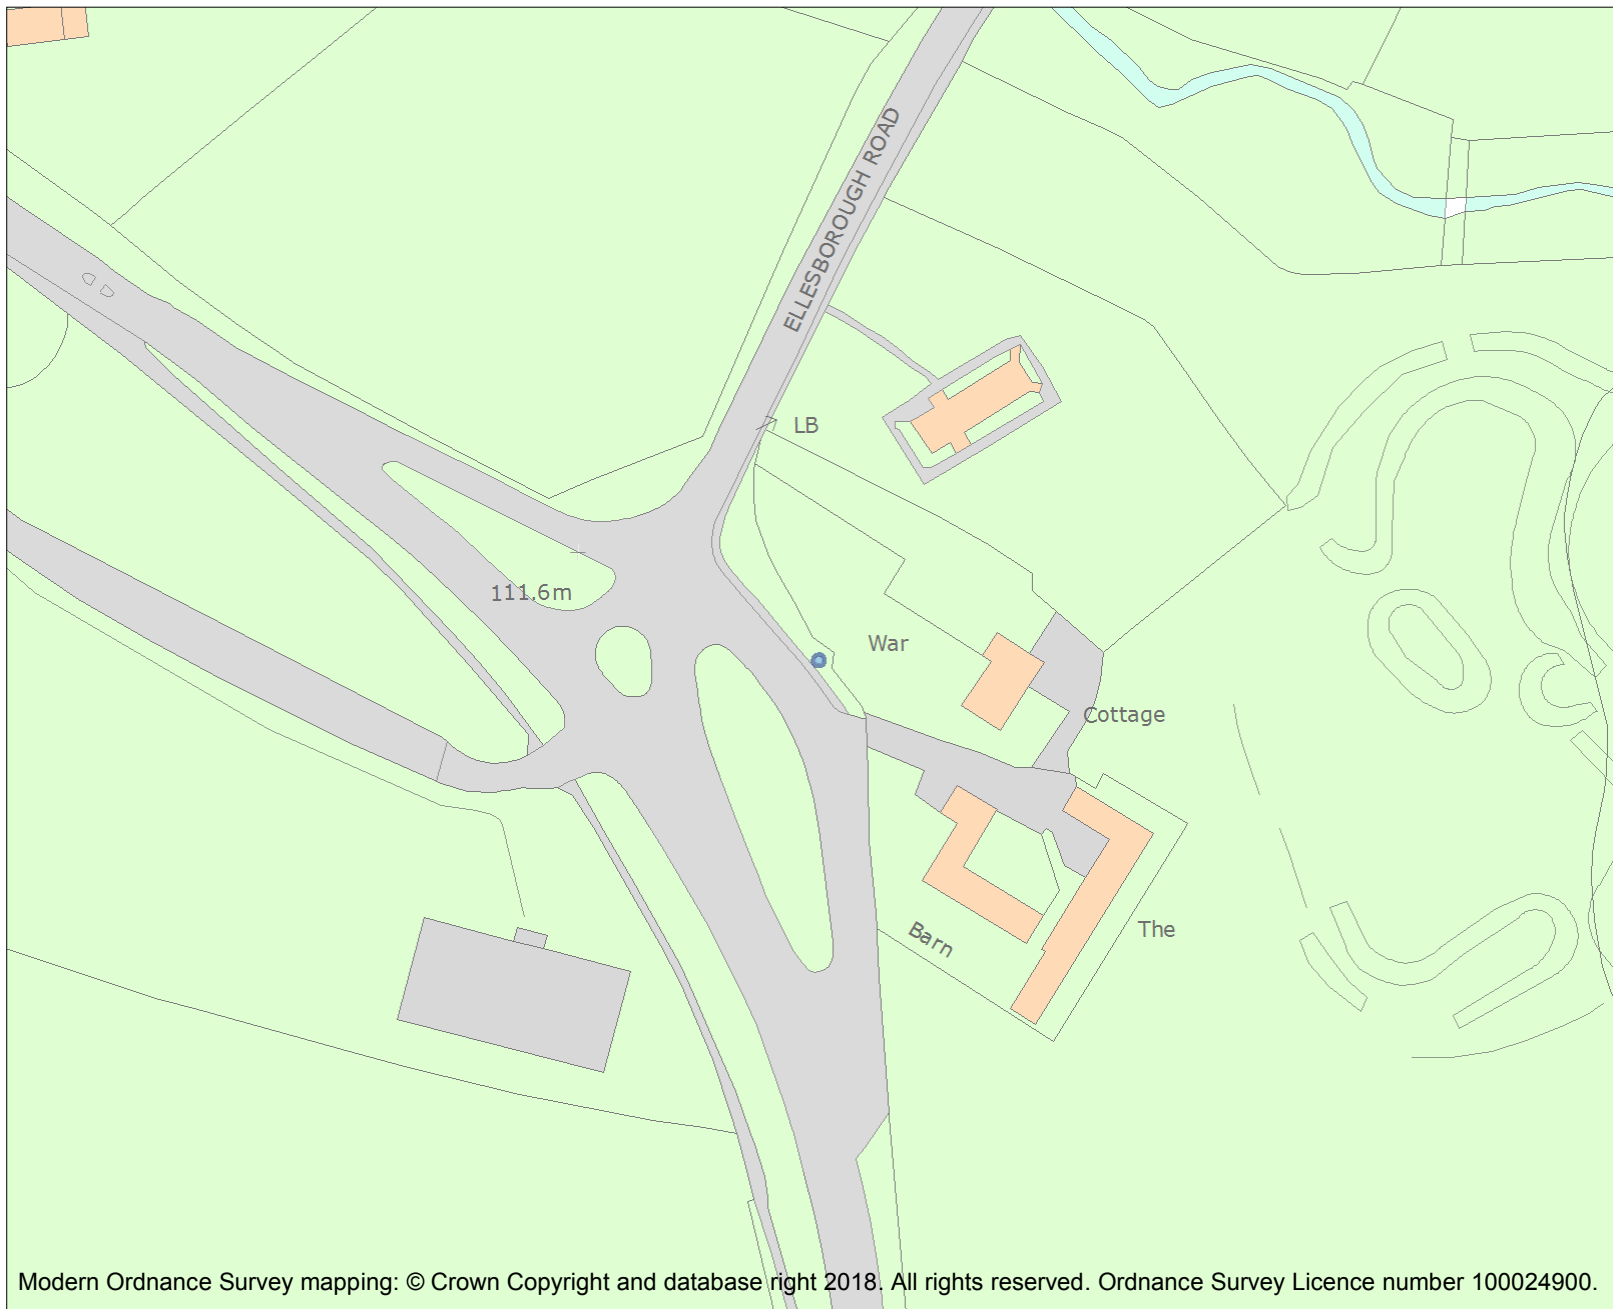 ELLESBOROUGH ROAD
LB
111.6m
War
Cottage
The
Barn
Modern Ordnance Survey mapping: © Crown Copyright and database right 2018. All rights reserved. Ordnance Survey Licence number 100024900.